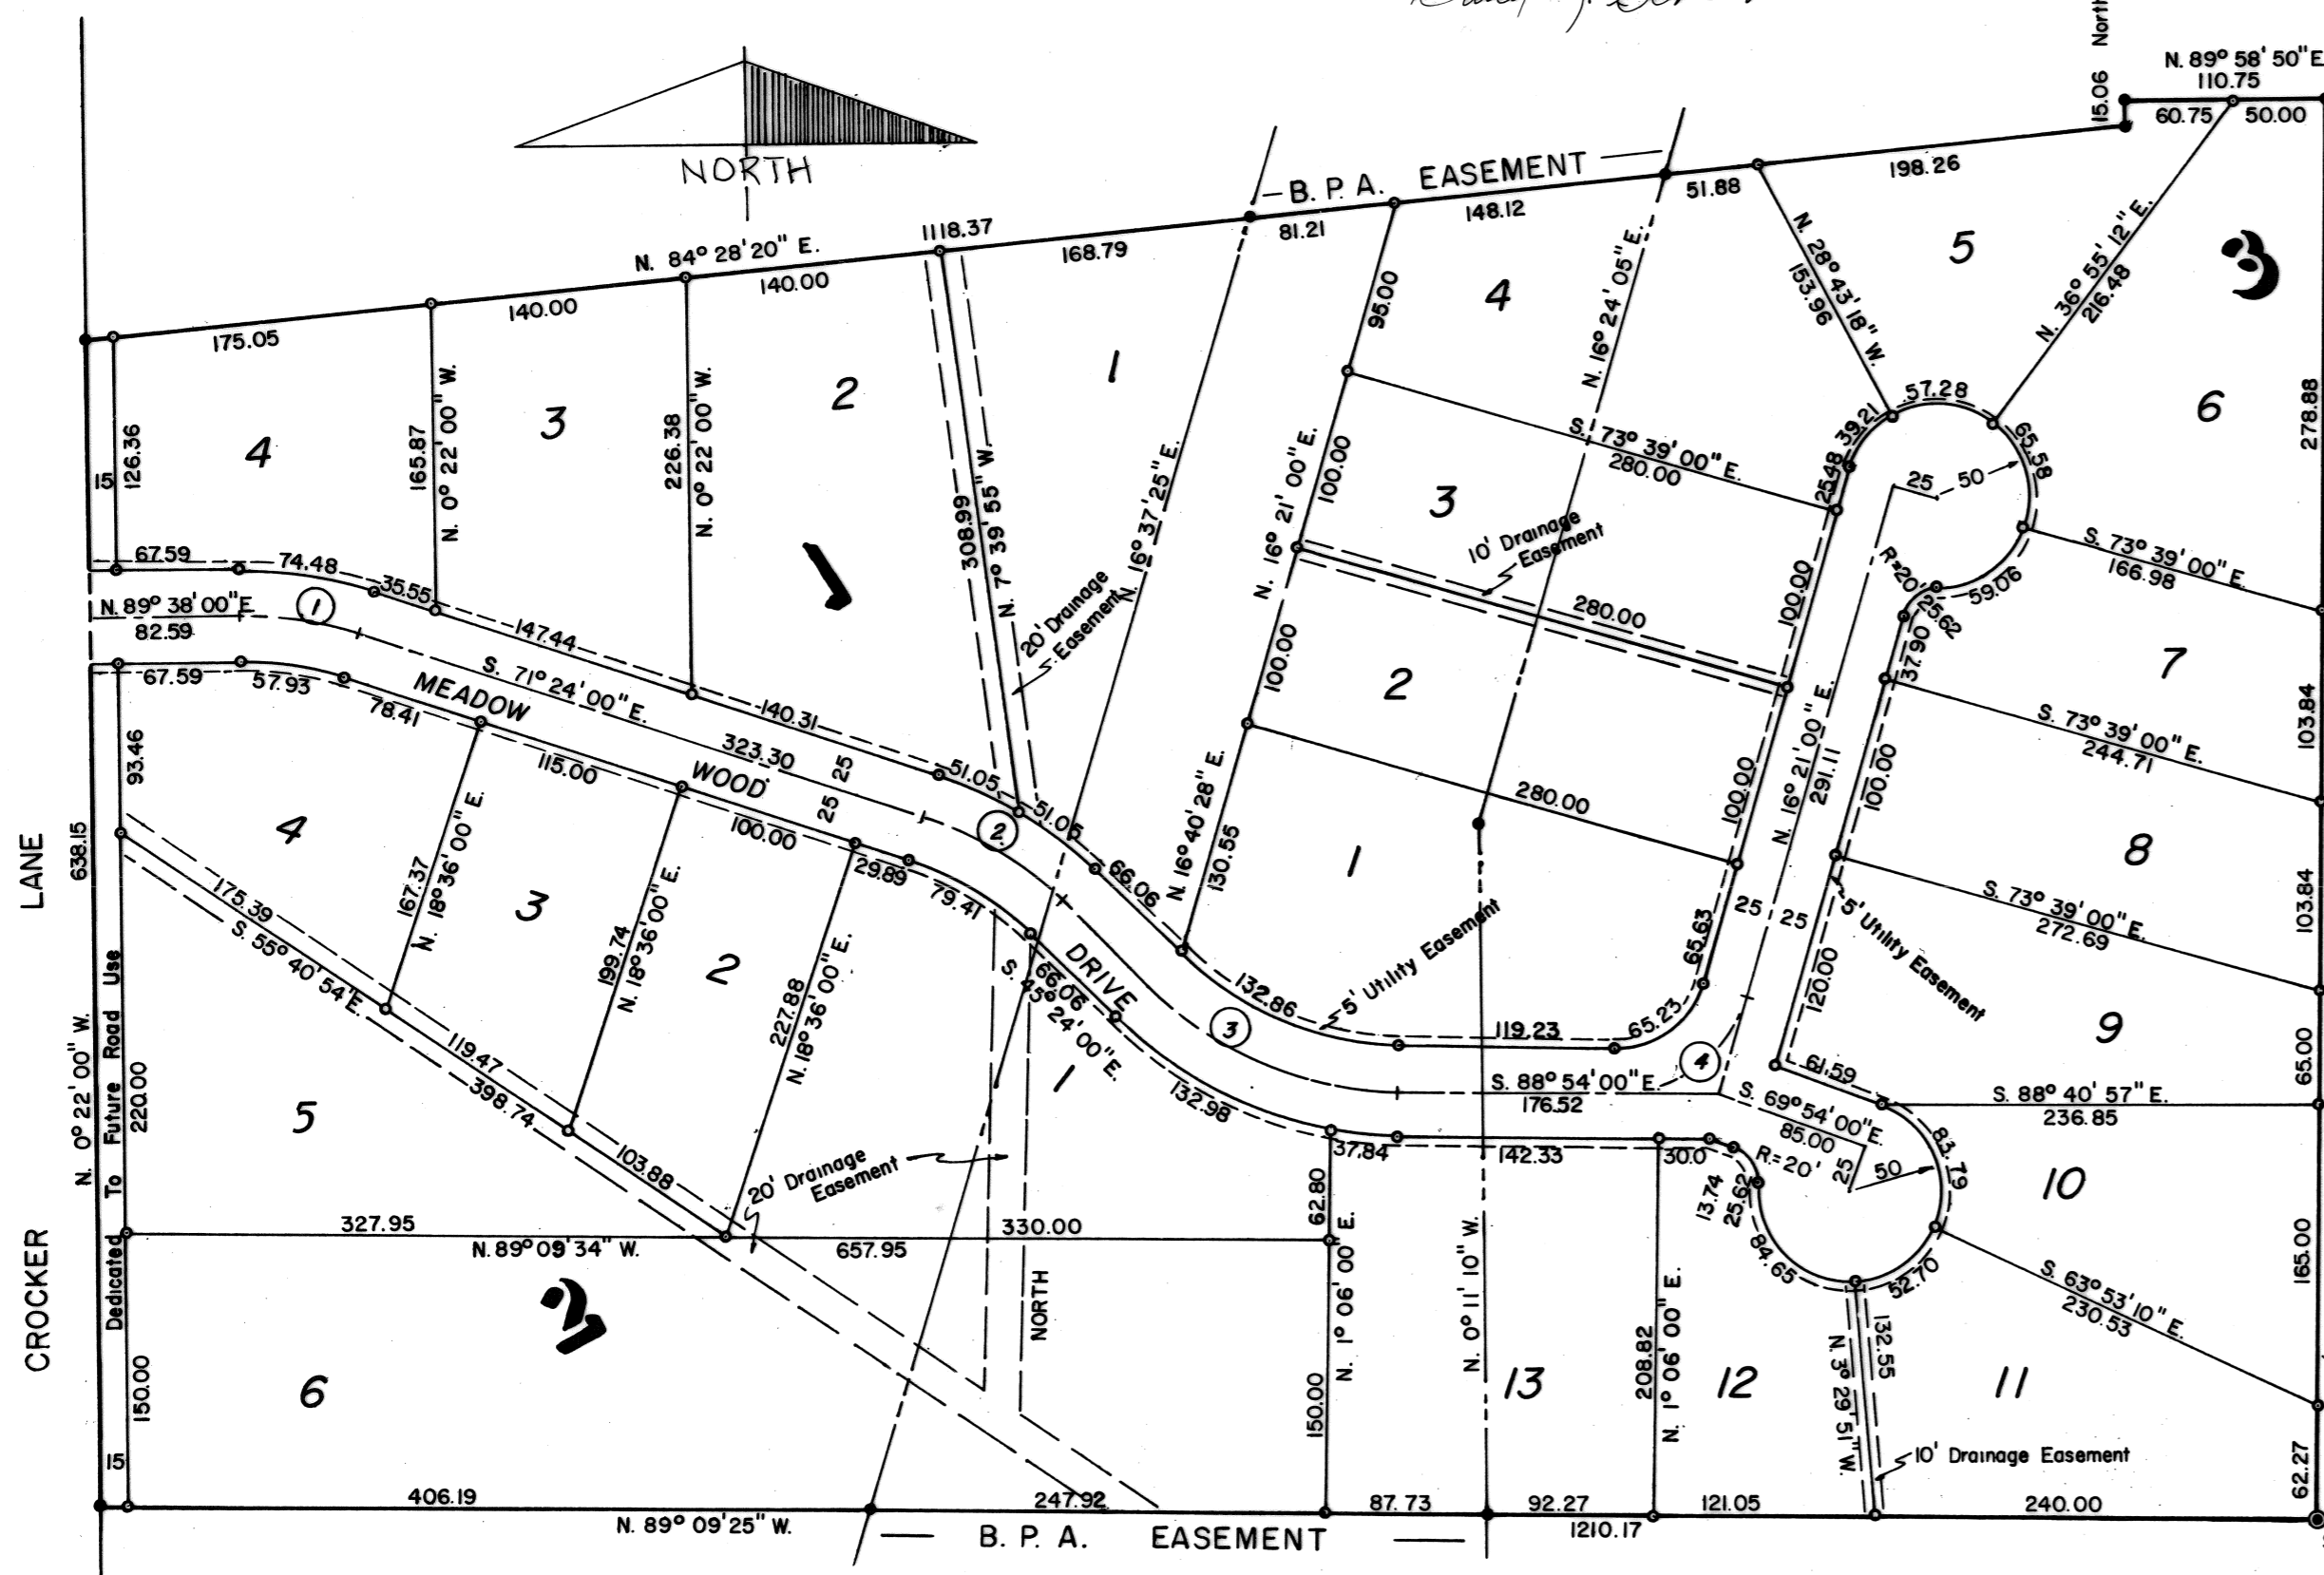 15.06 North
N. 89° 58' 50" E
110.75
60.75 50.00
NORTH
B. P. A. EASEMENT
198.26
51.88
148.12
81.21
1118.37
168.79
N. 84° 28' 20" E.
140.00
140.00
175.05
15
126.36
4
165.87
N. 0° 22' 00" W.
3
226.38
N. 0° 22' 00" W.
2
308.99
N. 7° 39' 55" W.
20' Drainage
Easement
1
N. 16° 37' 25" E.
1
95.00
4
N. 16° 24' 05" E.
N. 28° 43' 18" W.
153.96
5
N. 36° 55' 12" E.
216.48
3
6
278.88
N. 16° 21' 00" E.
100.00
S. 73° 39' 00" E.
280.00
3
10' Drainage
Easement
280.00
100.00
2
280.00
N. 16° 40' 28" E.
130.55
1
25.48
39.21
57.28
65.58
25
50
R=20'
25.62
59.06
37.90
S. 73° 39' 00" E.
166.98
7
103.84
S. 73° 39' 00" E.
244.71
8
103.84
S. 73° 39' 00" E.
272.69
9
65.00
100.00
100.00
65.63
N. 16° 21' 00" E.
291.11
100.00
25 25
120.00
5' Utility Easement
67.59
74.48
35.55
147.44
140.31
51.05
51.05
66.06
132.86
5' Utility Easement
119.23
65.23
N. 89° 38' 00" E
82.59
1
S. 71° 24' 00" E.
323.30
25
25
2
3
S. 88° 54' 00" E.
176.52
4
MEADOW
WOOD
DRIVE
67.59
57.93
78.41
115.00
100.00
29.89
79.41
66.06
S. 45° 24' 00" E.
132.98
37.84
142.33
30.0
13.74
25.62
R=20'
S. 69° 54' 00" E.
85.00
25
50
61.59
83.79
S. 88° 40' 57" E.
236.85
10
165.00
84.65
52.70
S. 63° 53' 10" E.
230.53
11
62.27
132.55
N. 3° 29' 51" W.
10' Drainage Easement
93.46
4
175.39
S. 55° 40' 54" E.
167.37
N. 18° 36' 00" E.
3
199.74
N. 18° 36' 00" E.
2
227.88
N. 18° 36' 00" E.
119.47
398.74
103.88
1
20' Drainage
Easement
CROCKER LANE
638.15
N. 0° 22' 00" W.
Dedicated To Future Road Use
220.00
5
327.95
N. 89° 09' 34" W.
657.95
330.00
62.80
2
NORTH
N. 1° 06' 00" E.
150.00
N. 0° 11' 10" W.
13
208.82
N. 1° 06' 00" E.
12
6
150.00
15
406.19
247.92
87.73
92.27
121.05
240.00
N. 89° 09' 25" W.
1210.17
B. P. A. EASEMENT